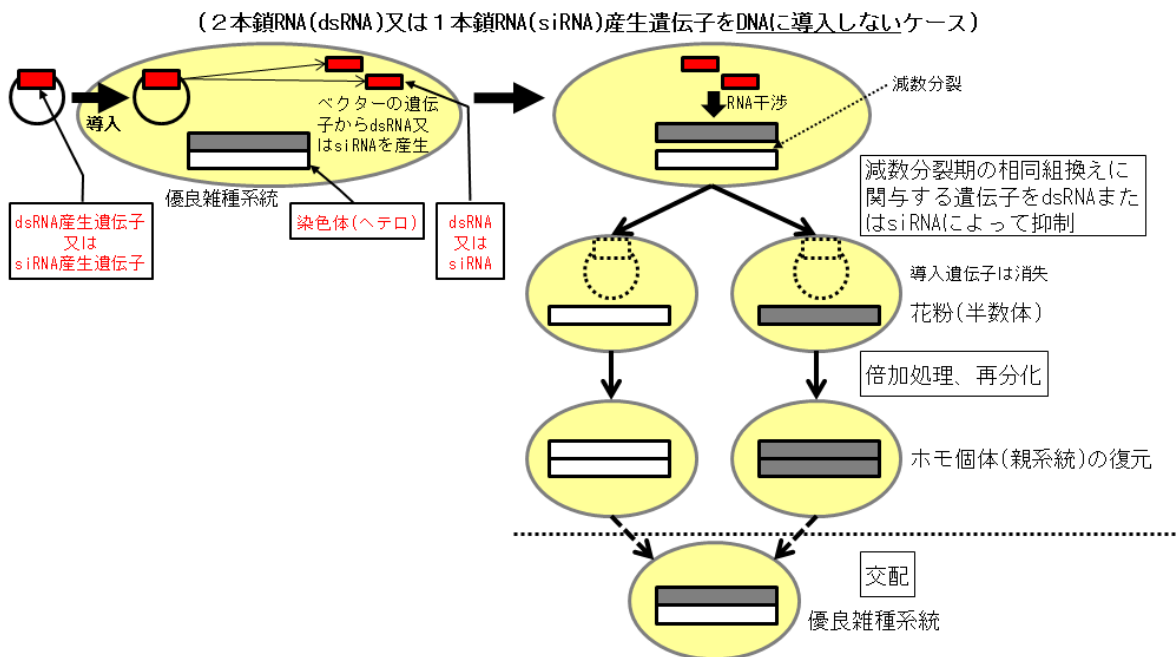 (２本鎖RNA(dsRNA)又は１本鎖RNA(siRNA)産生遺伝子をDNAに導入しないケース)
導入
ベクターの遺伝
子からdsRNA又
はsiRNAを産生
優良雑種系統
dsRNA産生遺伝子
又は
siRNA産生遺伝子
染色体(ヘテロ)
dsRNA
又は
siRNA
RNA干渉
減数分裂
減数分裂期の相同組換えに
関与する遺伝子をdsRNAまた
はsiRNAによって抑制
導入遺伝子は消失
花粉(半数体)
倍加処理、再分化
ホモ個体(親系統)の復元
交配
優良雑種系統